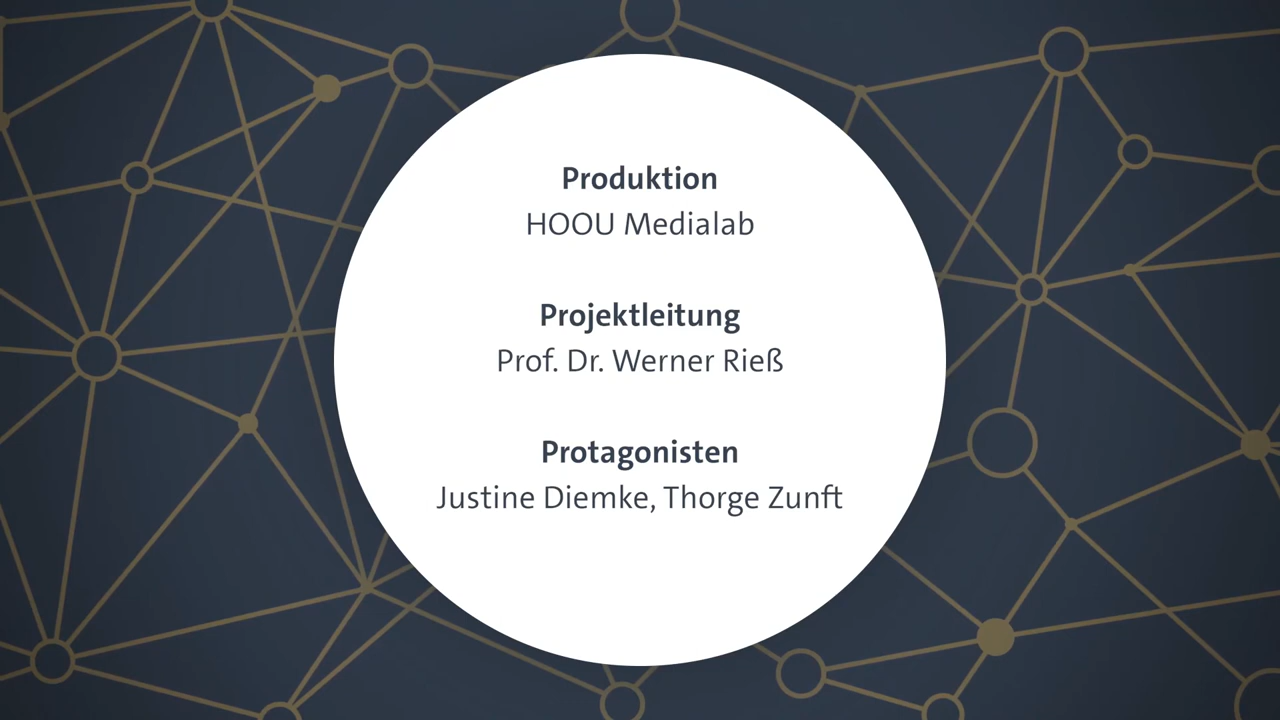 Produktion
HOOU Medialab
Projektleitung
Prof. Dr. Werner Rieß
Protagonisten
Justine Diemke, Thorge Zunft